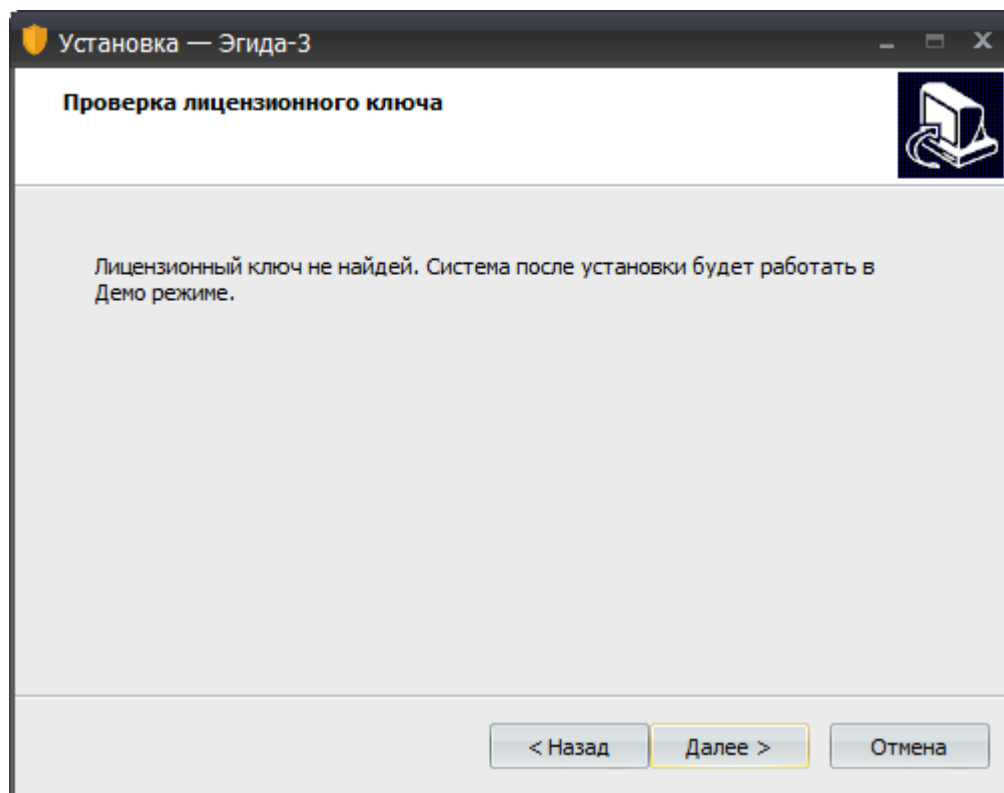 Установка — Эгида-3
Проверка лицензионного ключа
Лицензионный ключ не найдей. Система после установки будет работать в
Демо режиме.
< Назад
Далее >
Отмена